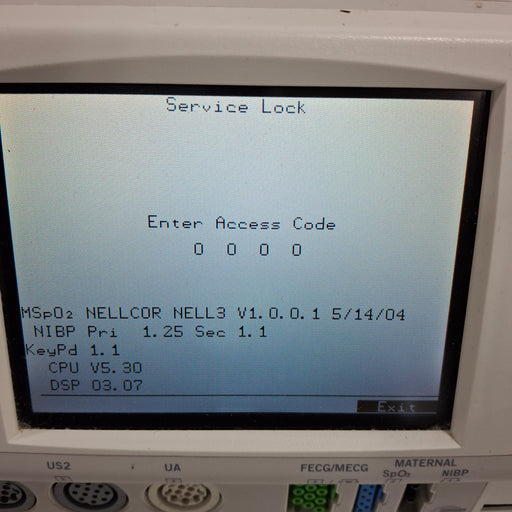 Service Lock
Enter Access Code
0 0 0 0
MSpO₂ NELLCOR NELL3 V1.0.0.1 5/14/04
NIBP Pri 1.25 Sec 1.1
KeyPd 1.1
CPU V5.30
DSP 03.07
Exit
US2 UA FECG/MECG MATERNAL
SpO₂ NIBP